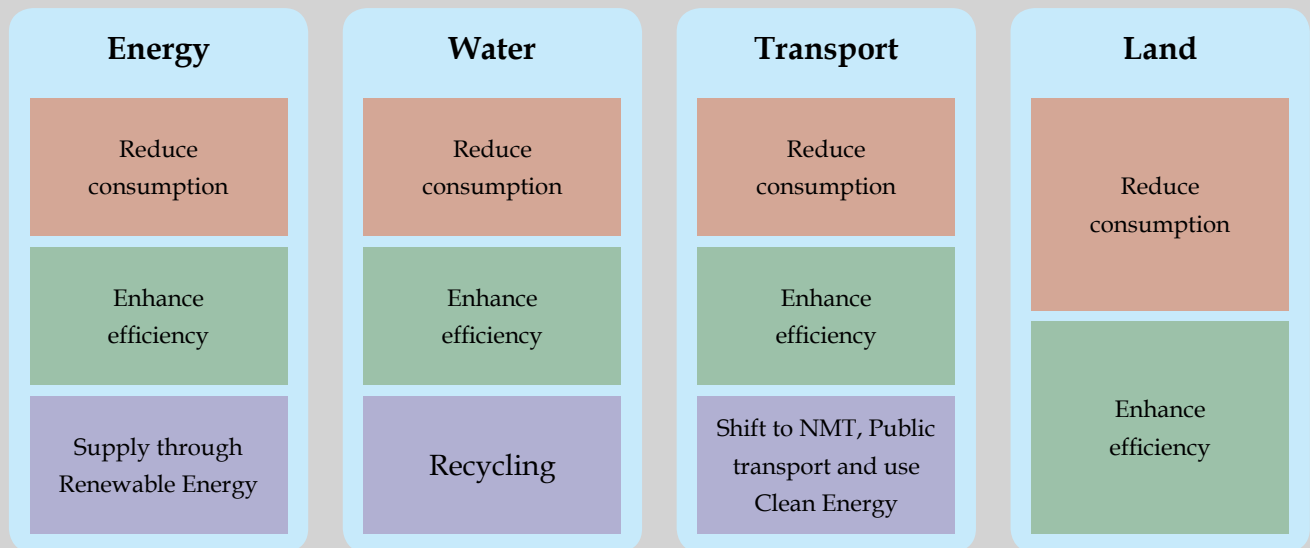 Energy
Reduce
consumption
Enhance
efficiency
Supply through
Renewable Energy
Water
Reduce
consumption
Enhance
efficiency
Recycling
Transport
Reduce
consumption
Enhance
efficiency
Shift to NMT, Public
transport and use
Clean Energy
Land
Reduce
consumption
Enhance
efficiency